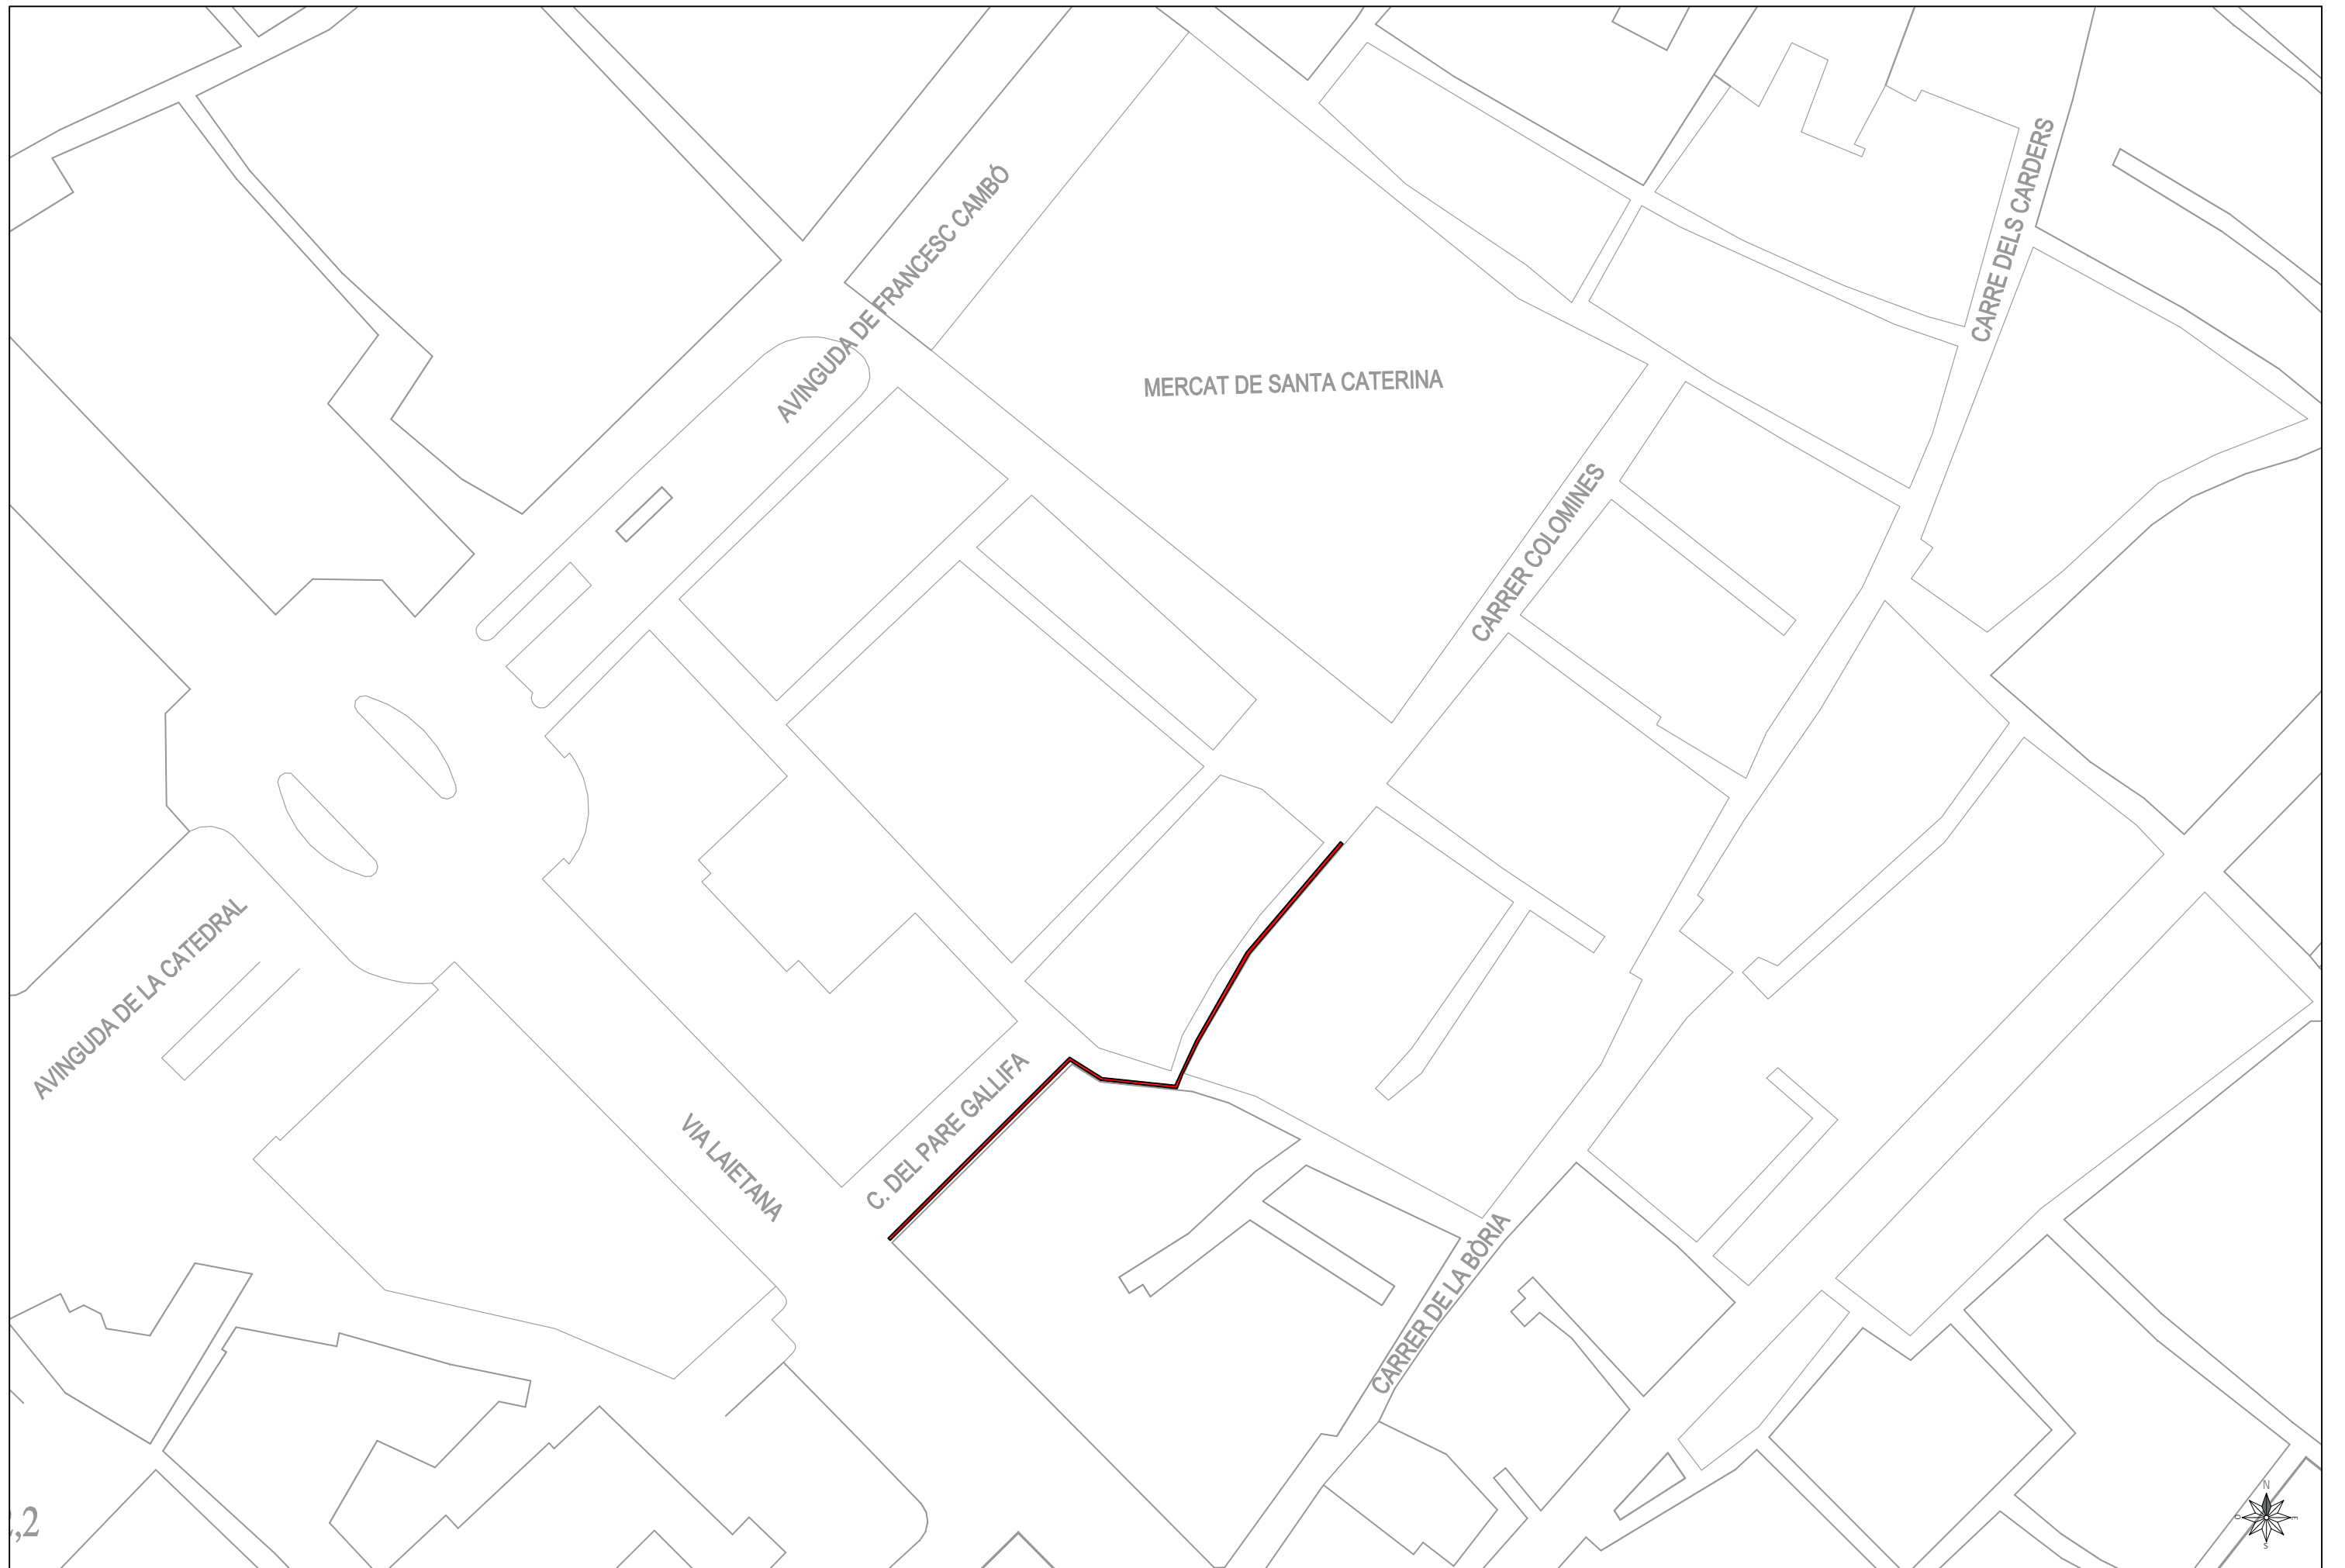 CARRE DELS CARDERS
AVINGUDA DE FRANCESC CAMBÓ
MERCAT DE SANTA CATERINA
CARRER COLOMINES
AVINGUDA DE LA CATEDRAL
C. DEL PARE GALLIFA
VIA LAIETANA
CARRER DE LA BÒRIA
,2
N
O
E
S